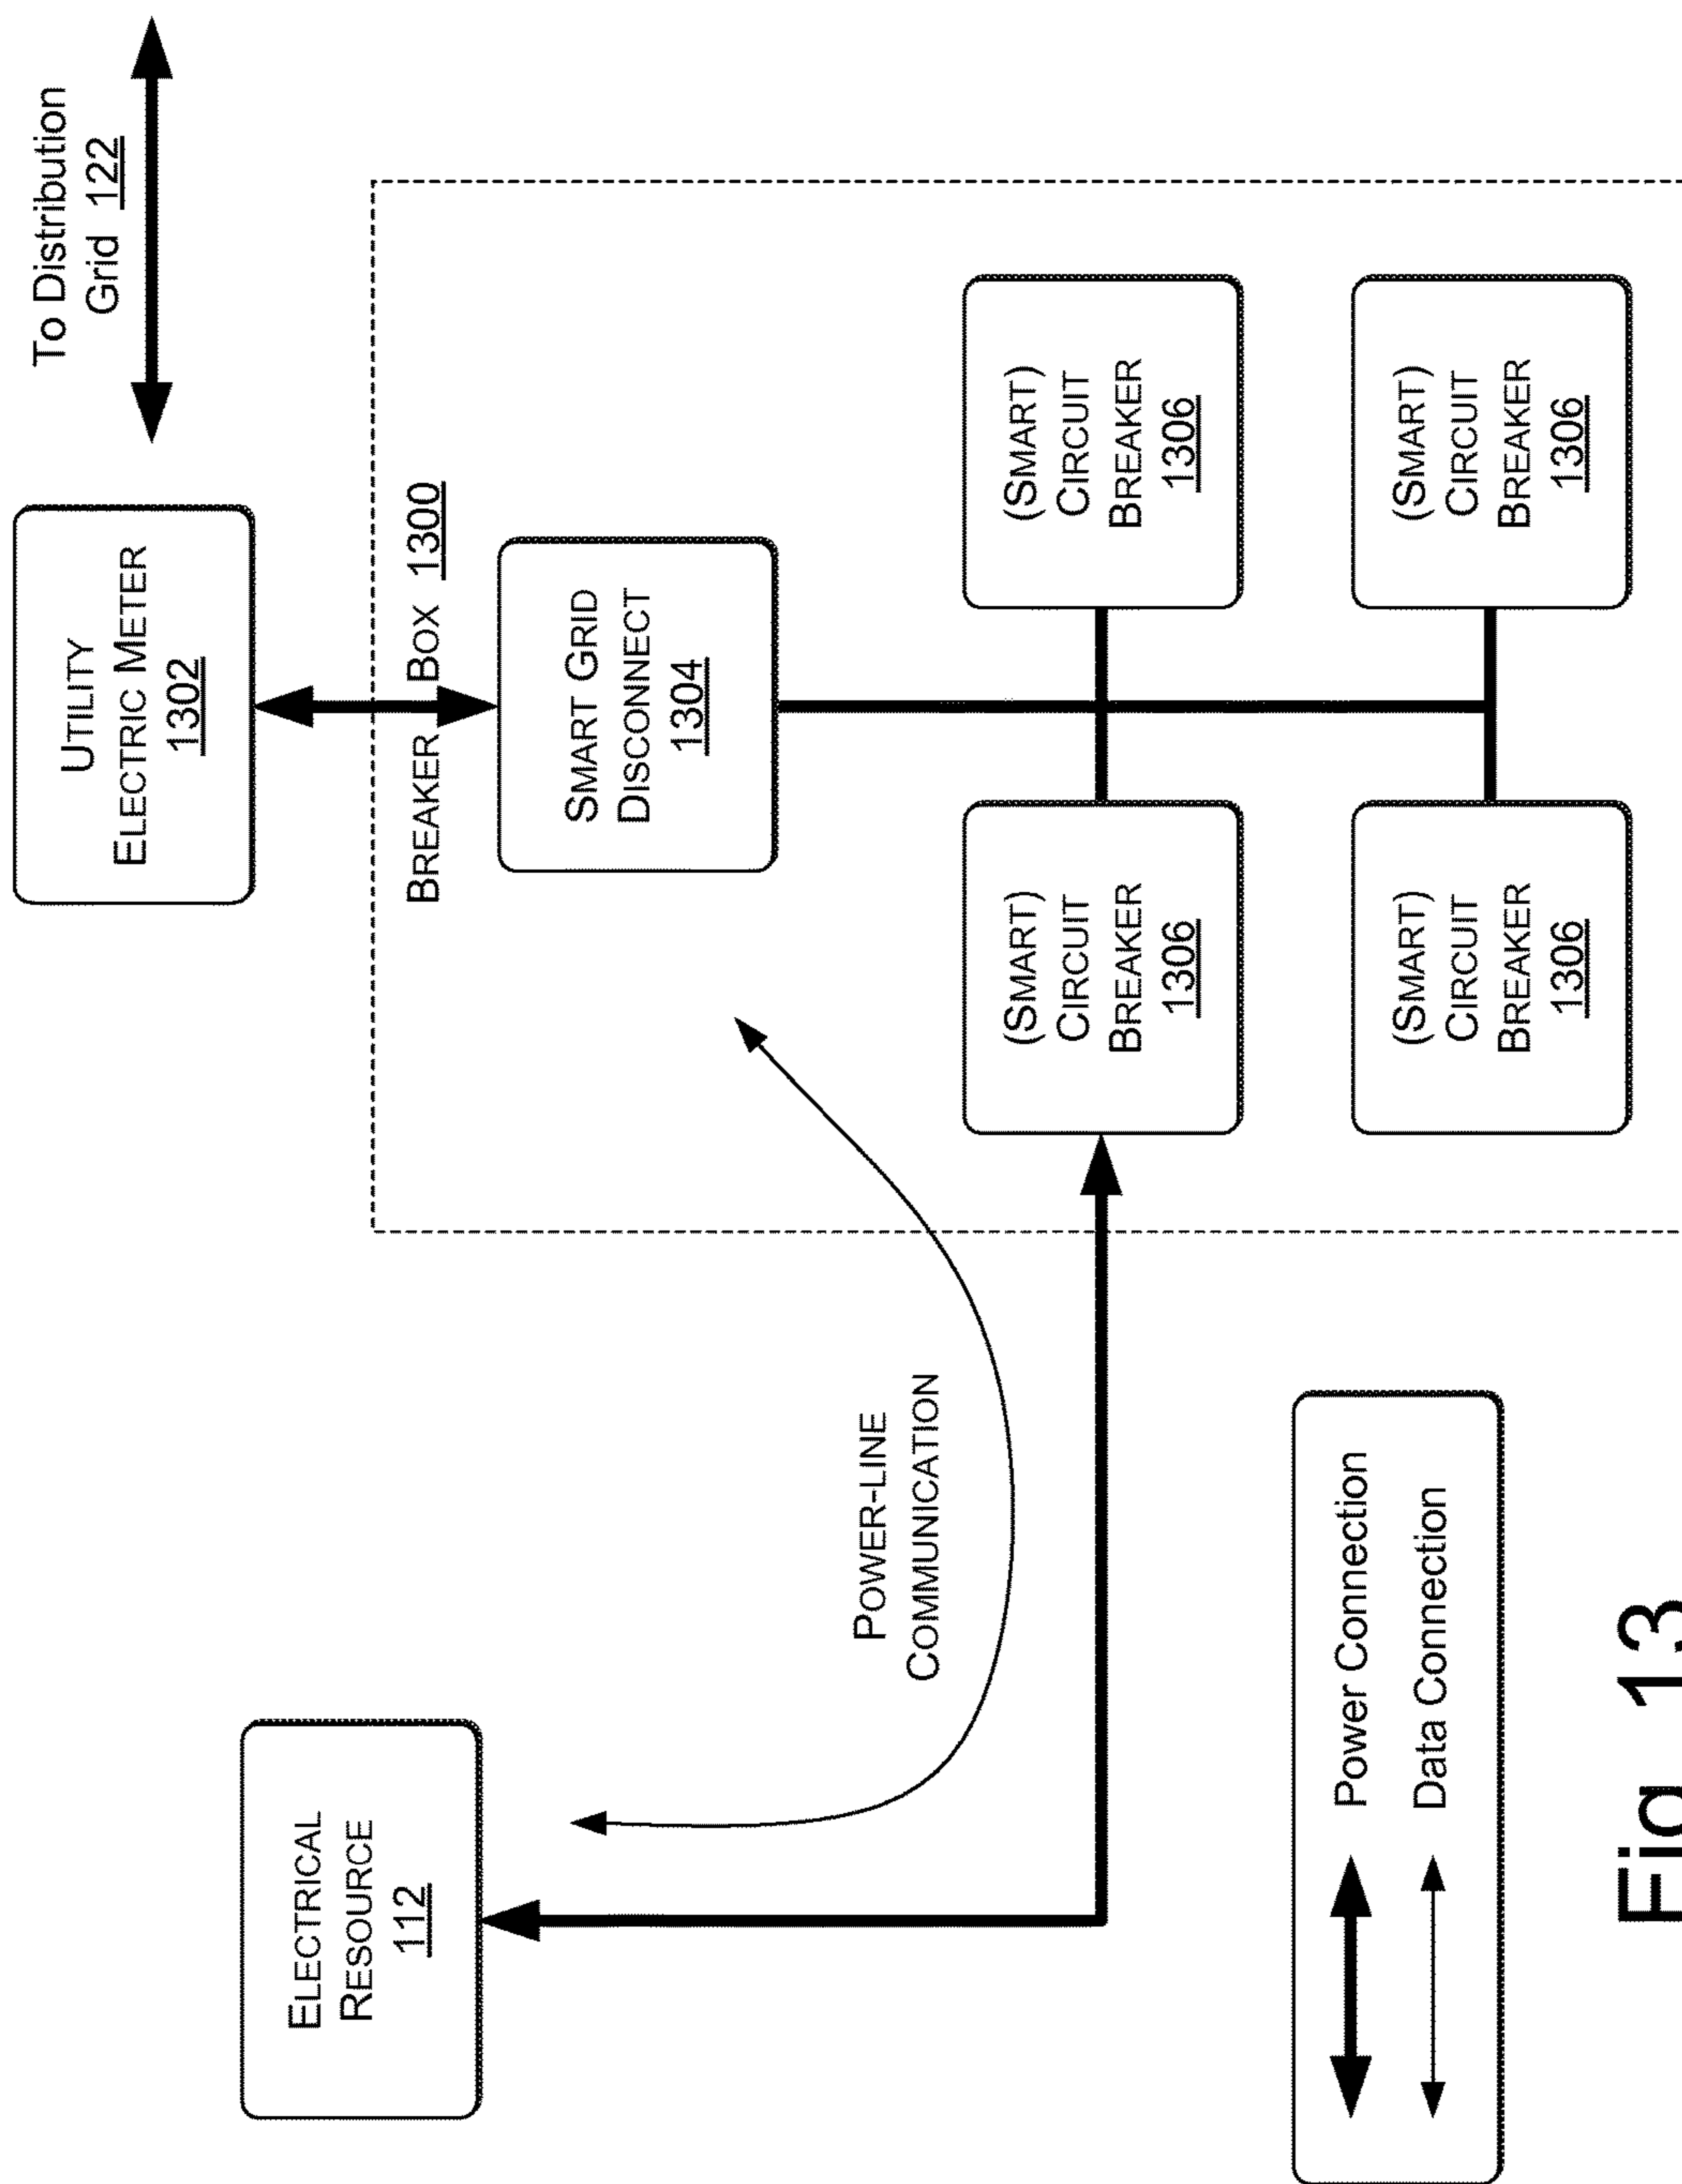 To Distribution
Grid 122
UTILITY
ELECTRIC METER
1302
BREAKER BOX 1300
SMART GRID
DISCONNECT
1304
ELECTRICAL
RESOURCE
112
POWER-LINE
COMMUNICATION
(SMART)
CIRCUIT
BREAKER
1306
(SMART)
CIRCUIT
BREAKER
1306
(SMART)
CIRCUIT
BREAKER
1306
(SMART)
CIRCUIT
BREAKER
1306
Power Connection
Data Connection
Fig. 13